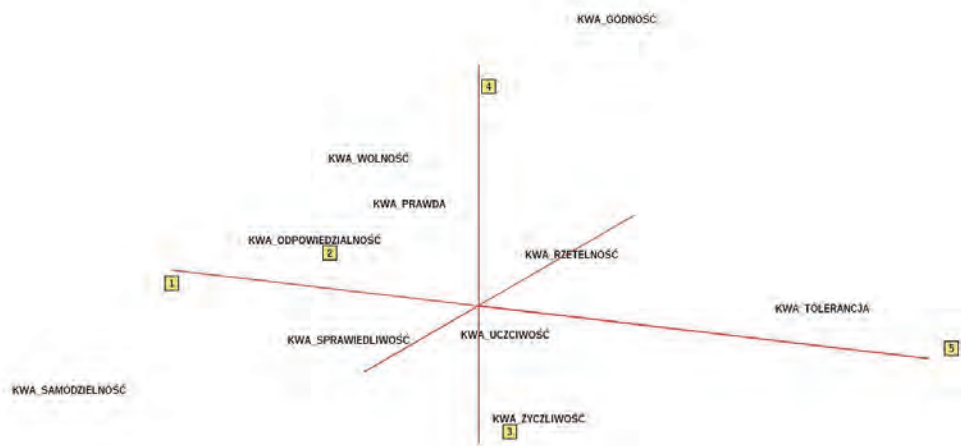 KWA_GODNOŚĆ
4
KWA_WOLNOŚĆ
KWA_PRAWDA
KWA_ODPOWIEDZIALNOŚĆ
2
KWA_RZETELNOŚĆ
1
KWA_TOLERANCJA
KWA_UCZCIWOŚĆ
KWA_SPRAWIEDLIWOŚĆ
5
KWA_SAMODZIELNOŚĆ
KWA_ŻYCZLIWOŚĆ
3